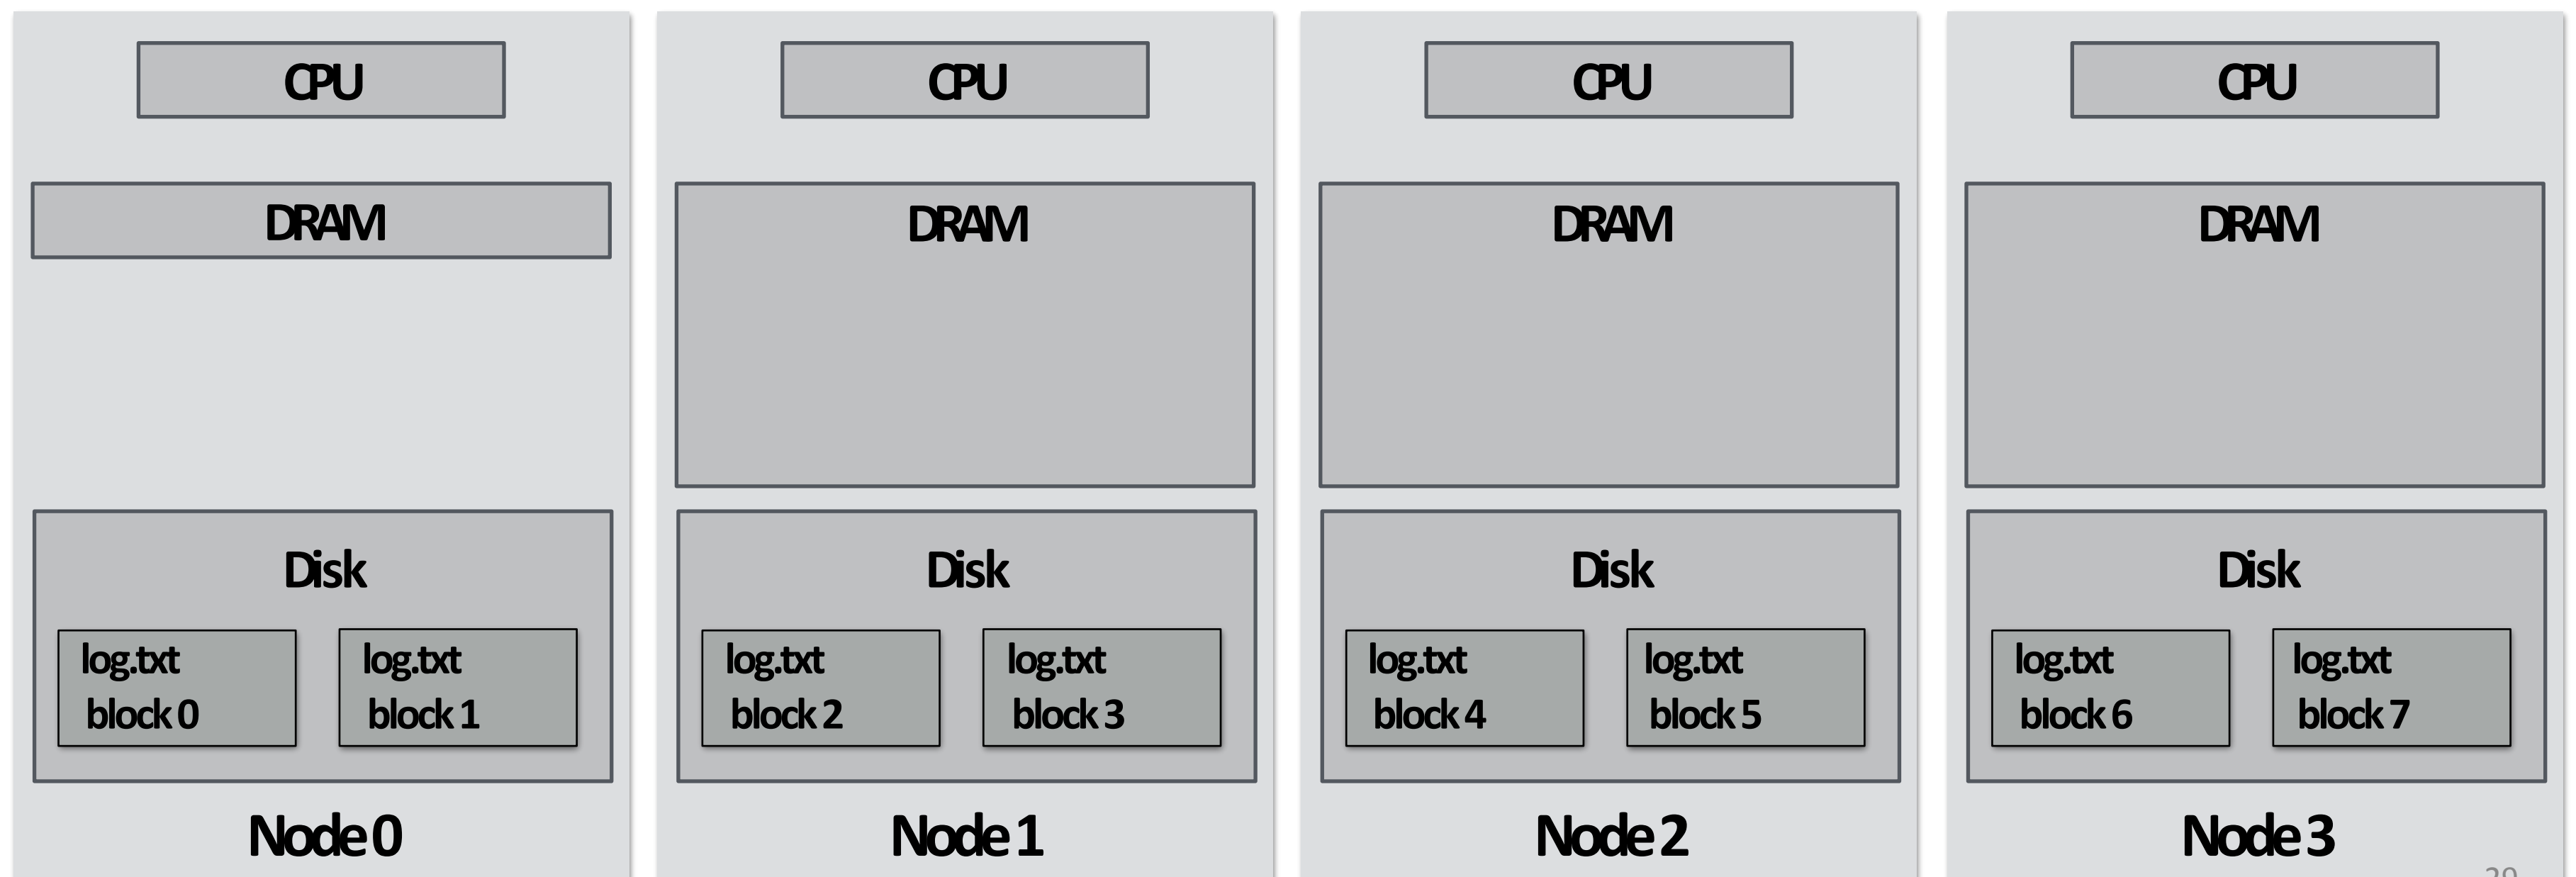 CPU
DRAM
Disk
log.txt
block 0
log.txt
block 1
Node 0
CPU
DRAM
Disk
log.txt
block 2
log.txt
block 3
Node 1
CPU
DRAM
Disk
log.txt
block 4
log.txt
block 5
Node 2
CPU
DRAM
Disk
log.txt
block 6
log.txt
block 7
Node 3